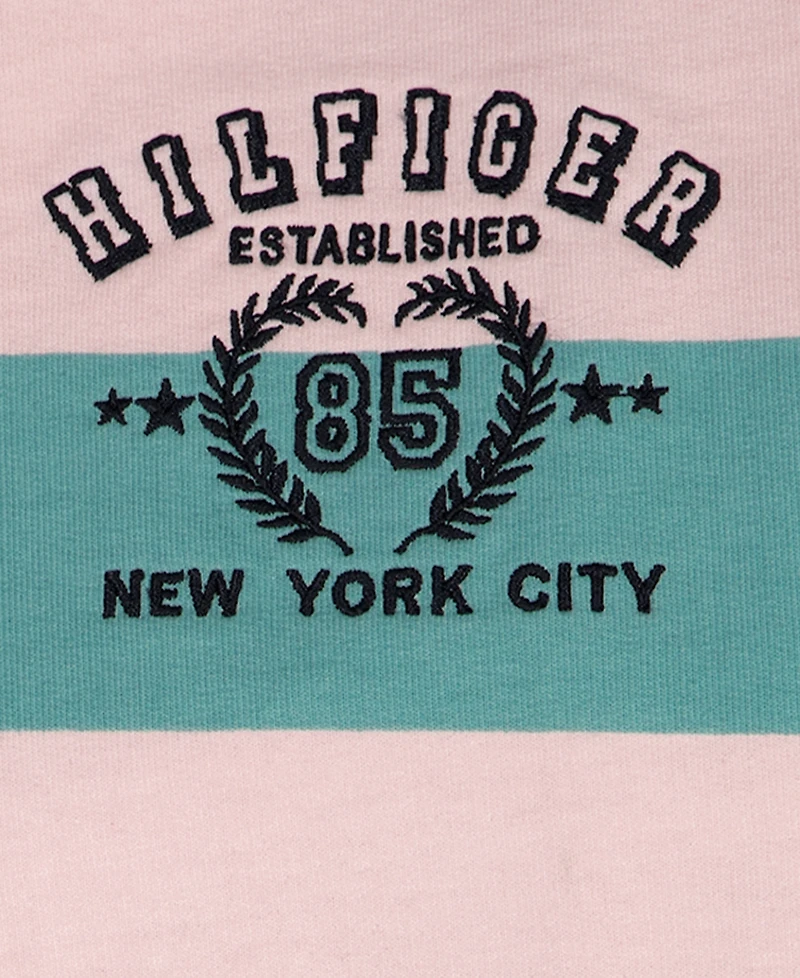 HILFIGER
ESTABLISHED
85
NEW YORK CITY